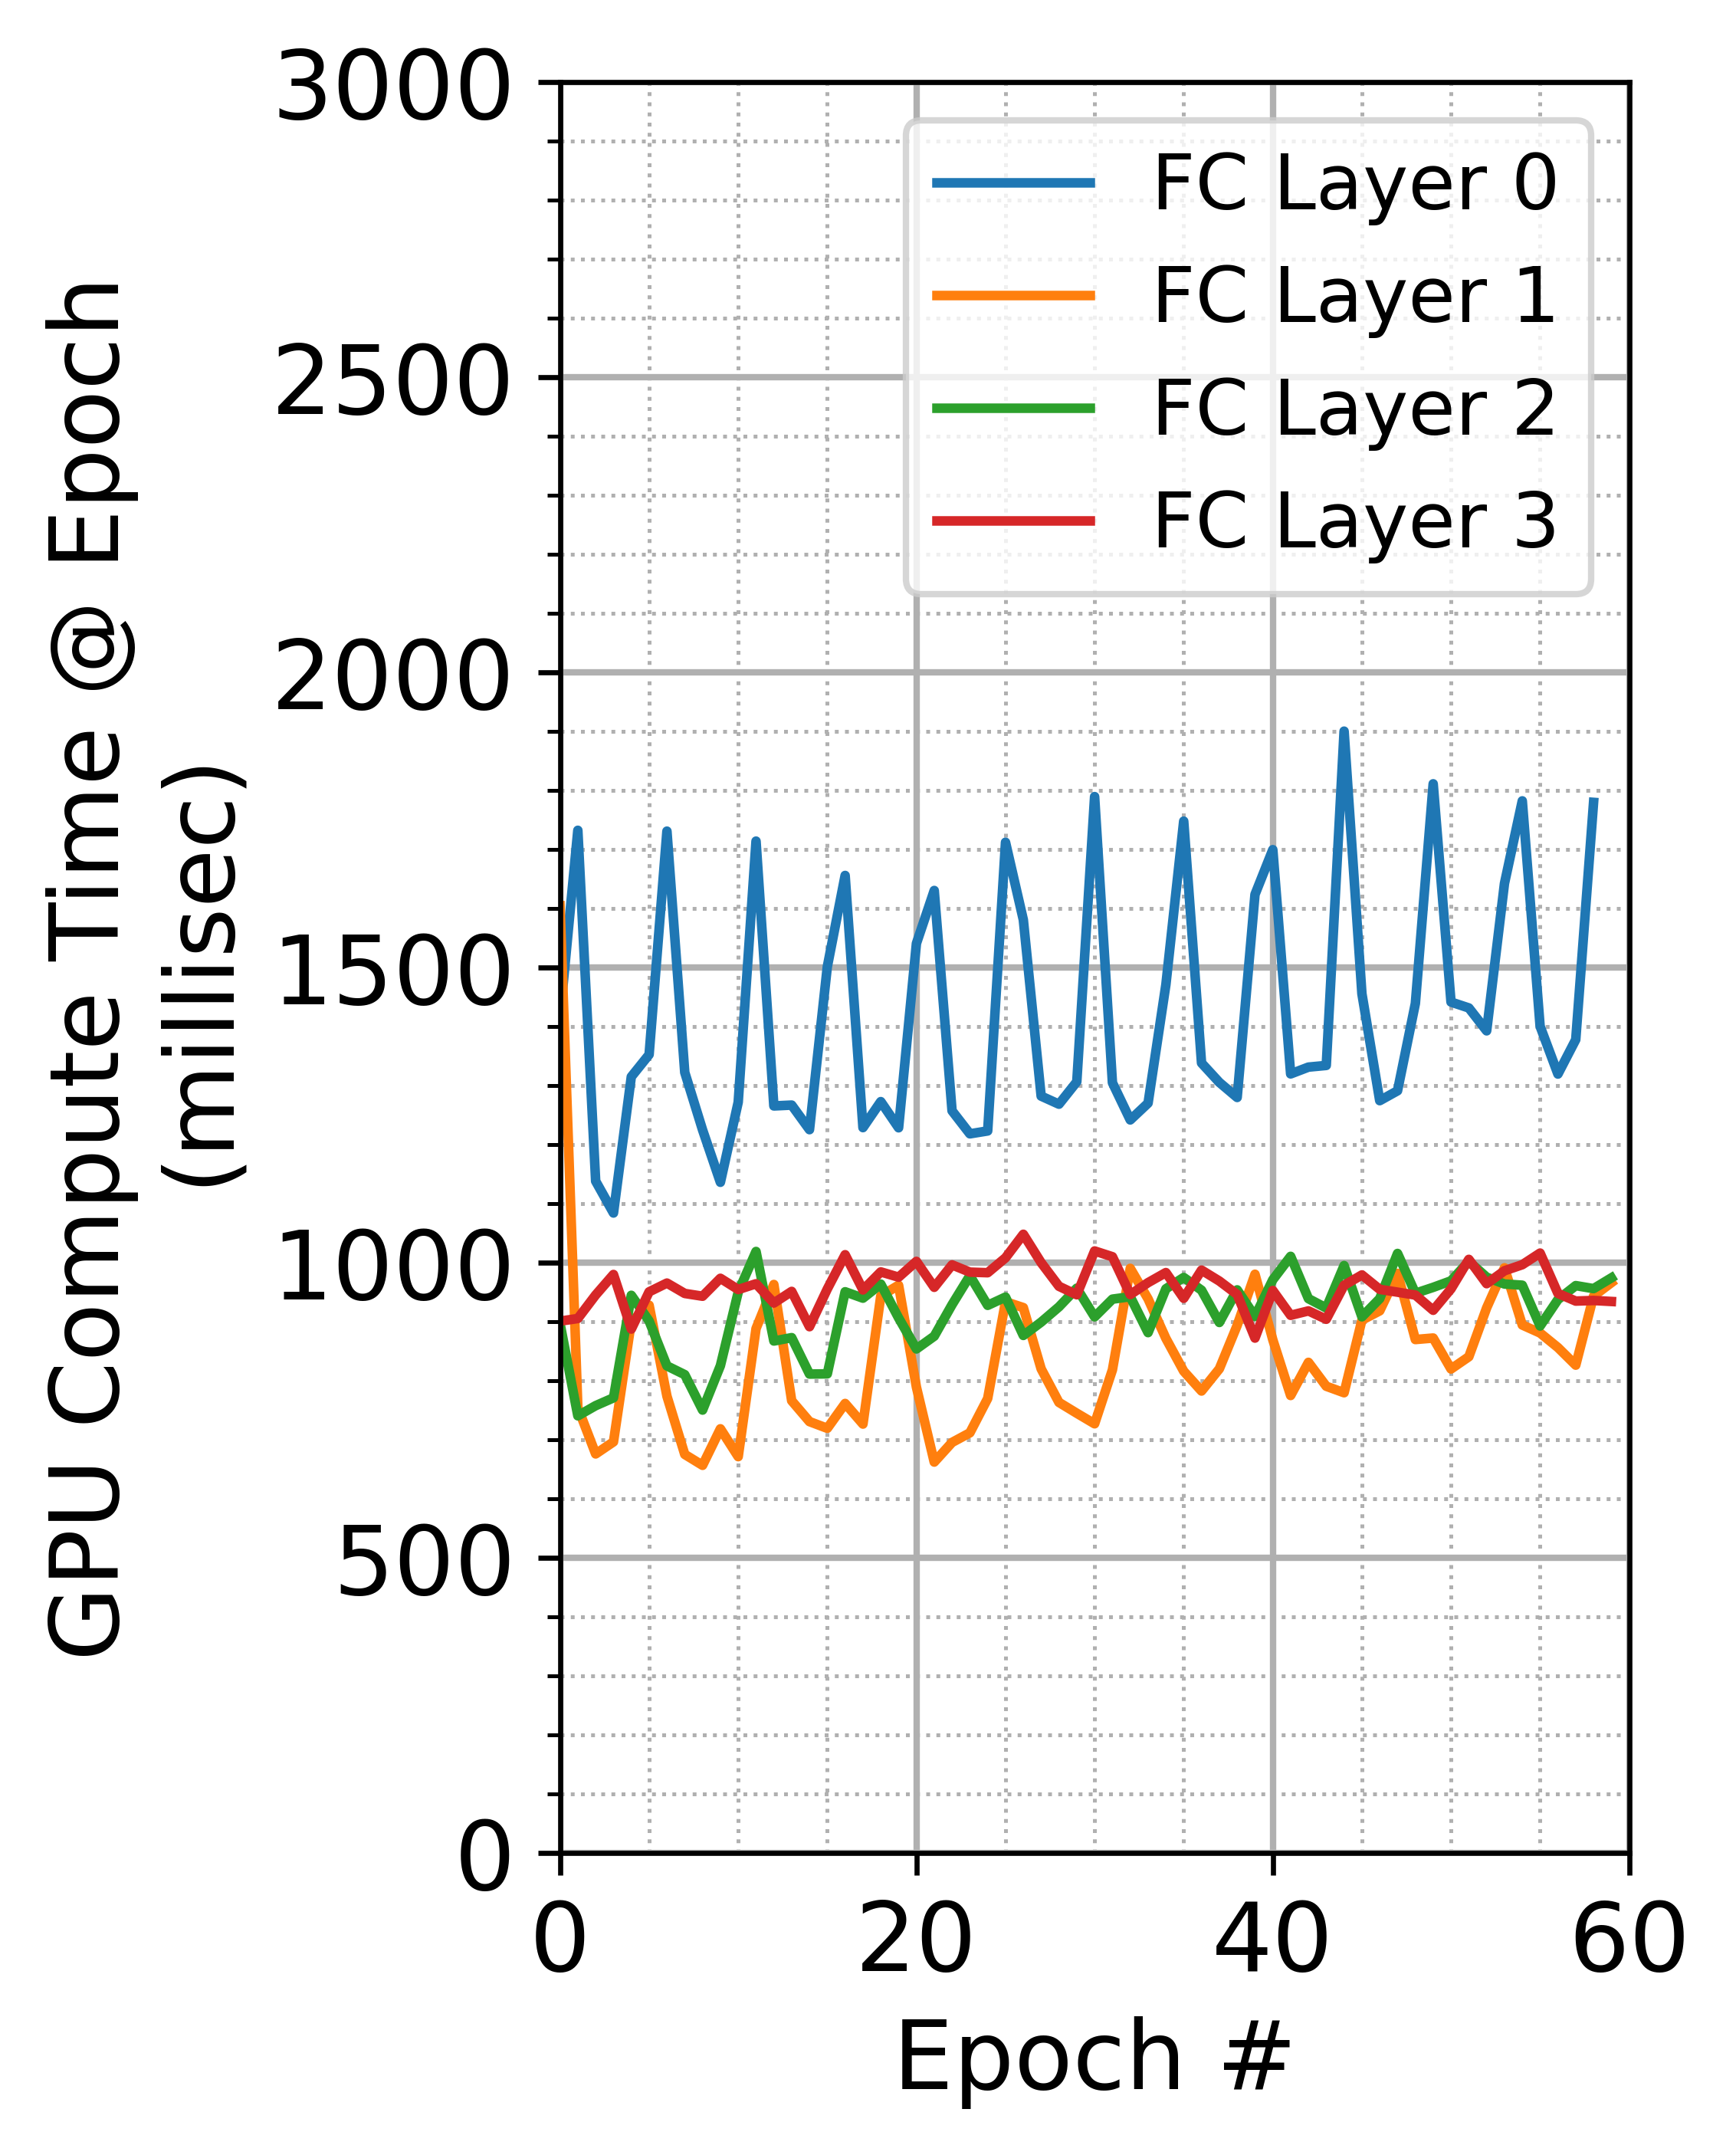 GPU Compute Time @ Epoch
(millisec)
3000
2500
2000
1500
1000
500
0
FC Layer 0
FC Layer 1
FC Layer 2
FC Layer 3
0 20 40 60
Epoch #